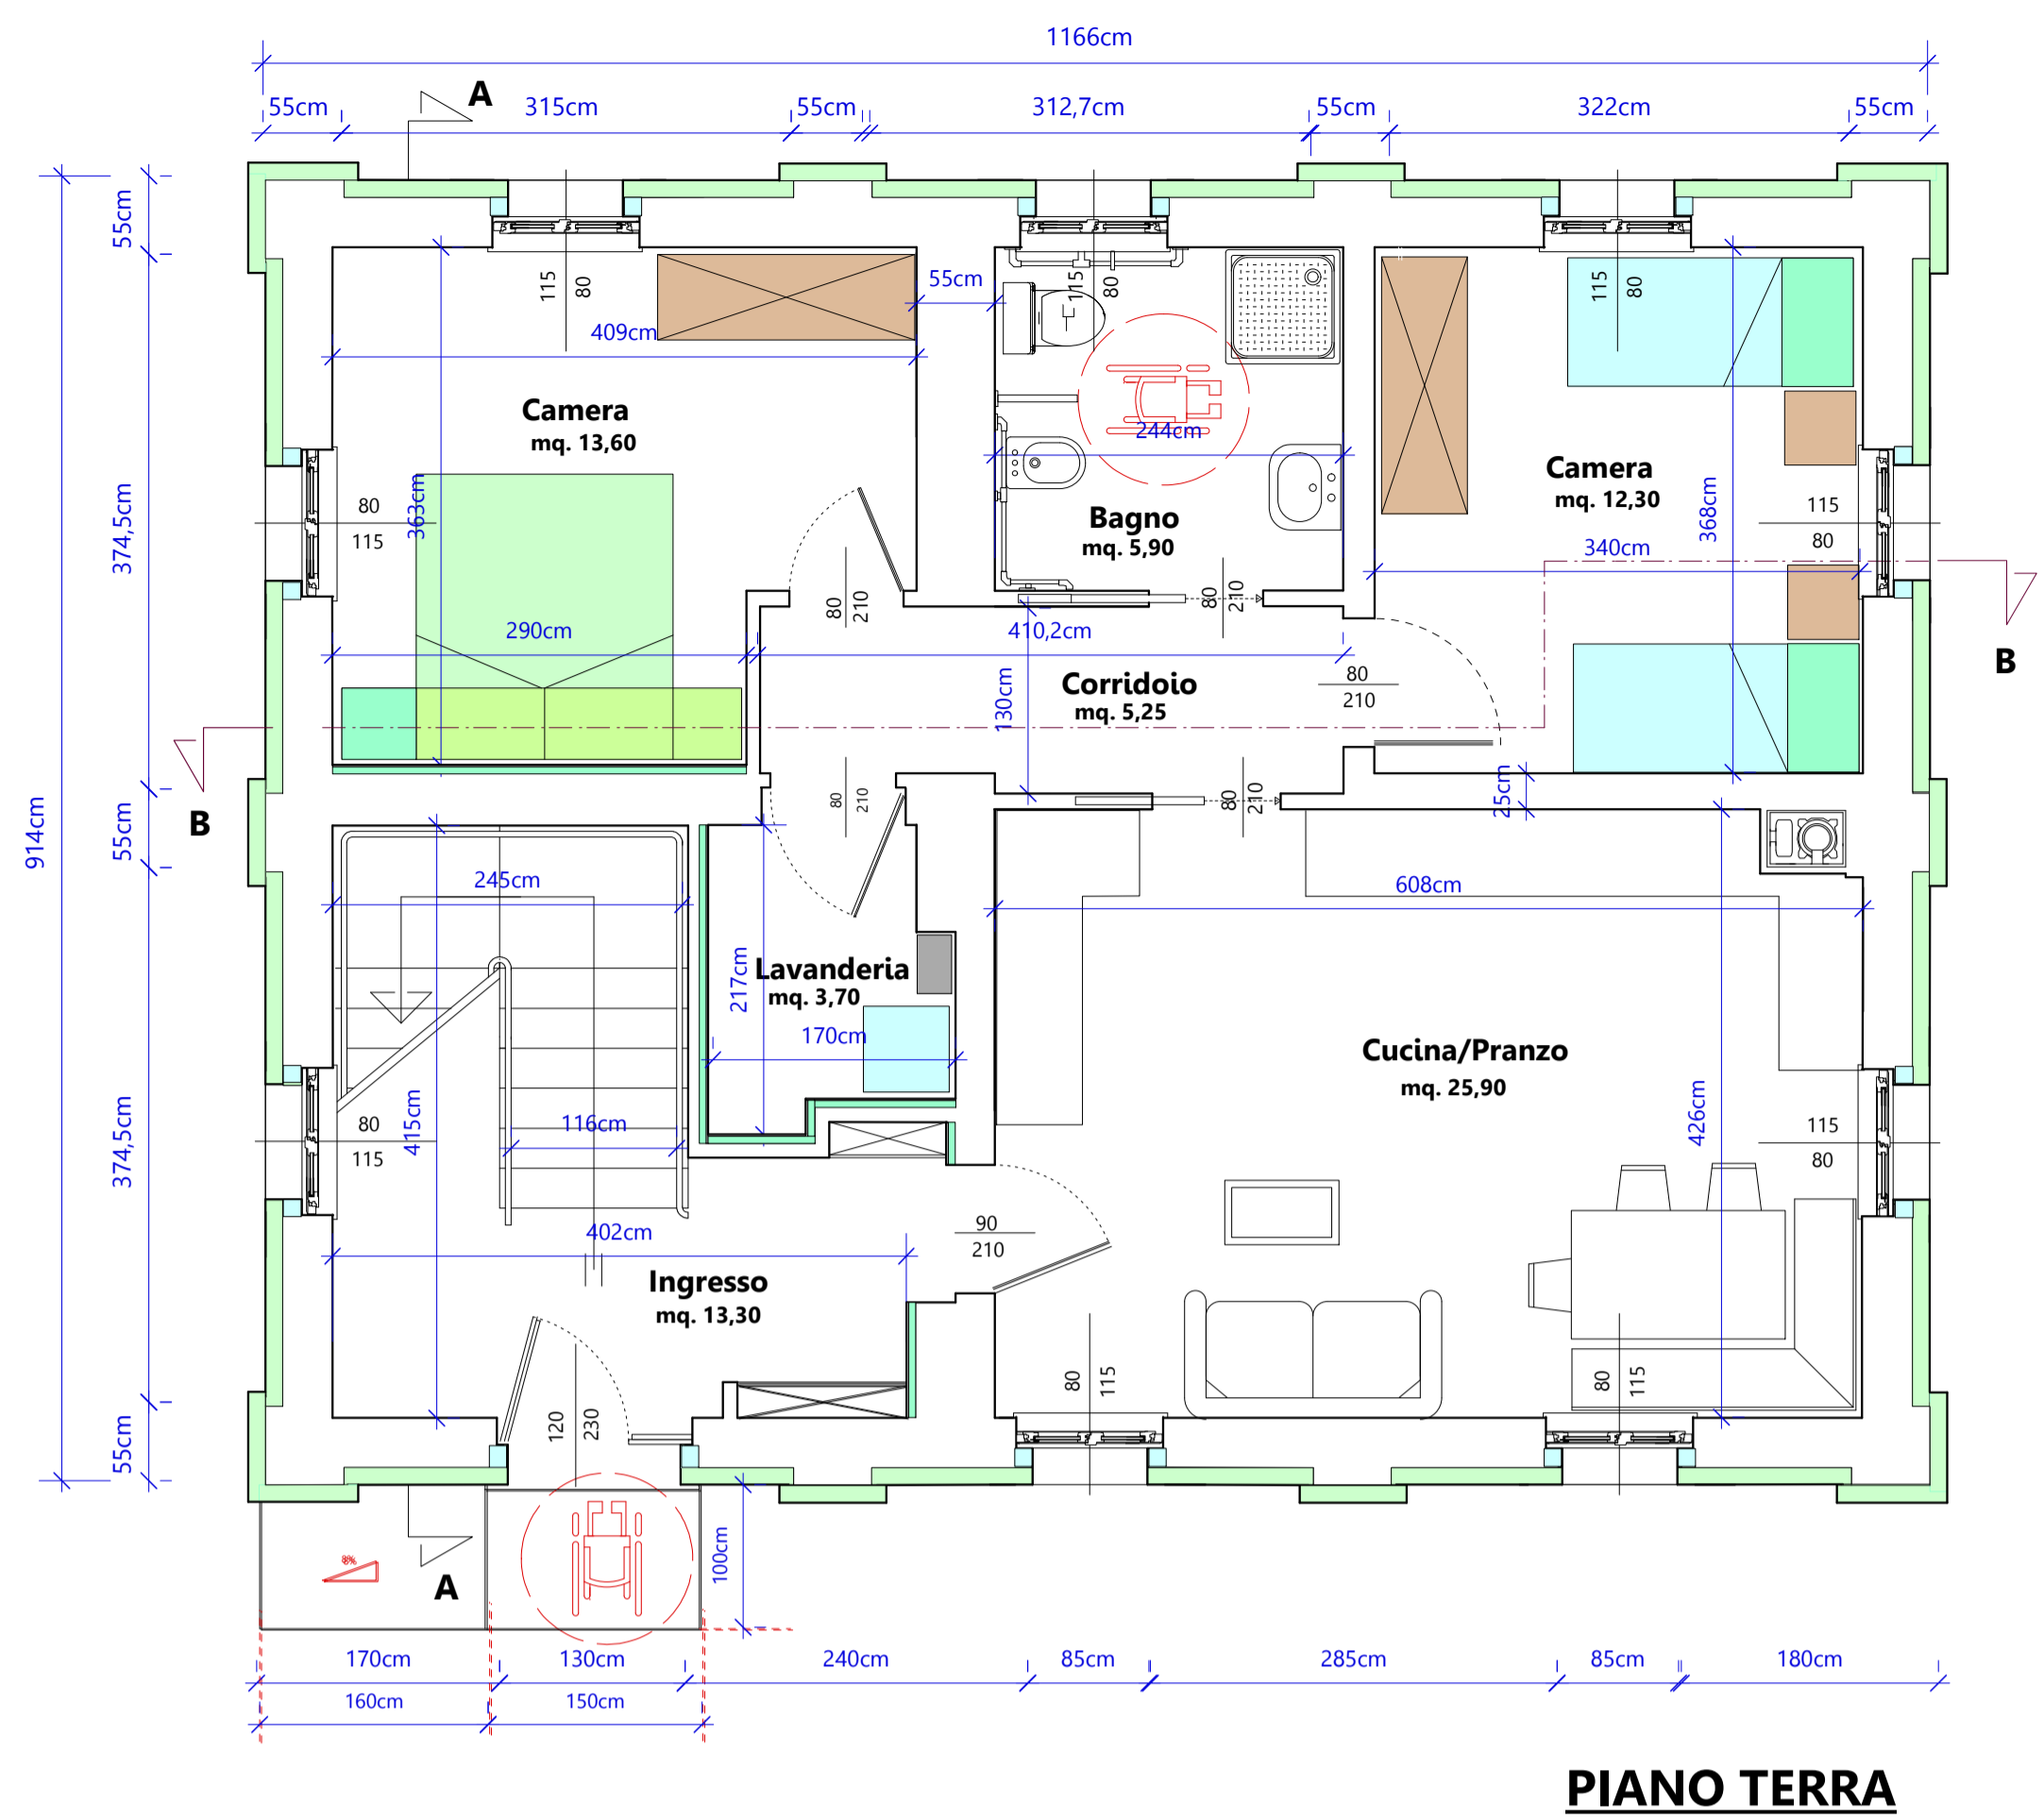 1166cm
A
55cm
315cm
55cm
312,7cm
55cm
322cm
55cm
55cm
374,5cm
55cm
374,5cm
55cm
914cm
115
80
115
80
115
80
55cm
409cm
Camera
mq. 13,60
363cm
80
115
290cm
80
210
244cm
Bagno
mq. 5,90
80
210
Camera
mq. 12,30
368cm
340cm
115
80
410,2cm
Corridoio
mq. 5,25
130cm
80
210
B
B
80
210
80
210
25cm
245cm
608cm
217cm
Lavanderia
mq. 3,70
170cm
Cucina/Pranzo
mq. 25,90
426cm
80
115
415cm
116cm
115
80
402cm
90
210
Ingresso
mq. 13,30
120
230
80
115
80
115
8%
A
100cm
170cm
130cm
240cm
85cm
285cm
85cm
180cm
160cm
150cm
PIANO TERRA